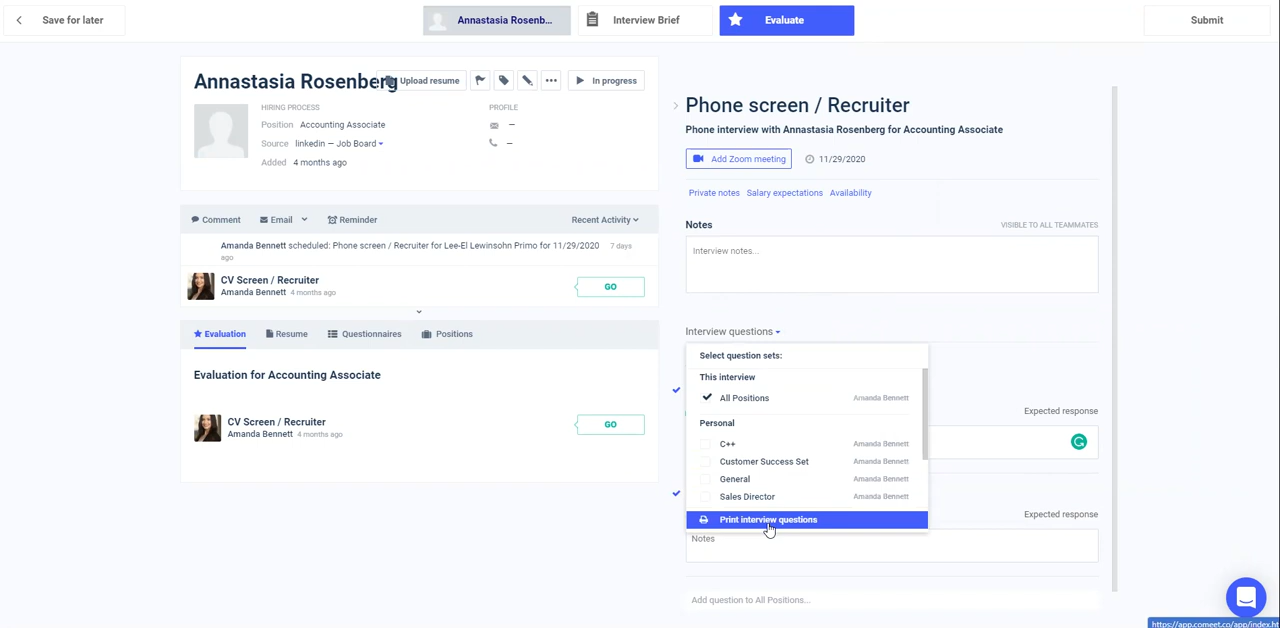 Save for later
Annastasia Rosenb...
Interview Brief
Evaluate
Submit
Annastasia Rosenberg
Upload resume
In progress
HIRING PROCESS
PROFILE
Position Accounting Associate
—
Source linkedin — Job Board
—
Added 4 months ago
Comment
Email
Reminder
Recent Activity
Amanda Bennett scheduled: Phone screen / Recruiter for Lee-El Lewinsohn Primo for 11/29/2020 7 days
ago
CV Screen / Recruiter
Amanda Bennett 4 months ago
GO
Evaluation
Resume
Questionnaires
Positions
Evaluation for Accounting Associate
CV Screen / Recruiter
Amanda Bennett 4 months ago
GO
Phone screen / Recruiter
Phone interview with Annastasia Rosenberg for Accounting Associate
Add Zoom meeting
11/29/2020
Private notes Salary expectations Availability
Notes
VISIBLE TO ALL TEAMMATES
Interview notes...
Interview questions
Select question sets:
This interview
All Positions Amanda Bennett
Personal
C++ Amanda Bennett
Customer Success Set Amanda Bennett
General Amanda Bennett
Sales Director Amanda Bennett
Print interview questions
Expected response
Expected response
Notes
Add question to All Positions...
https://app.comeet.co/app/index.ht